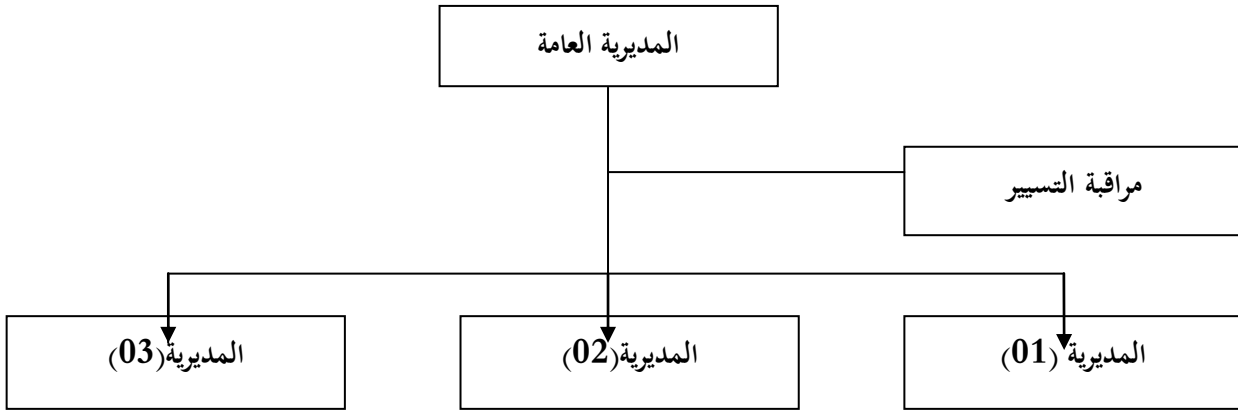 المديرية العامة
مراقبة التسيير
المديرية (01)
المديرية(02)
المديرية(03)